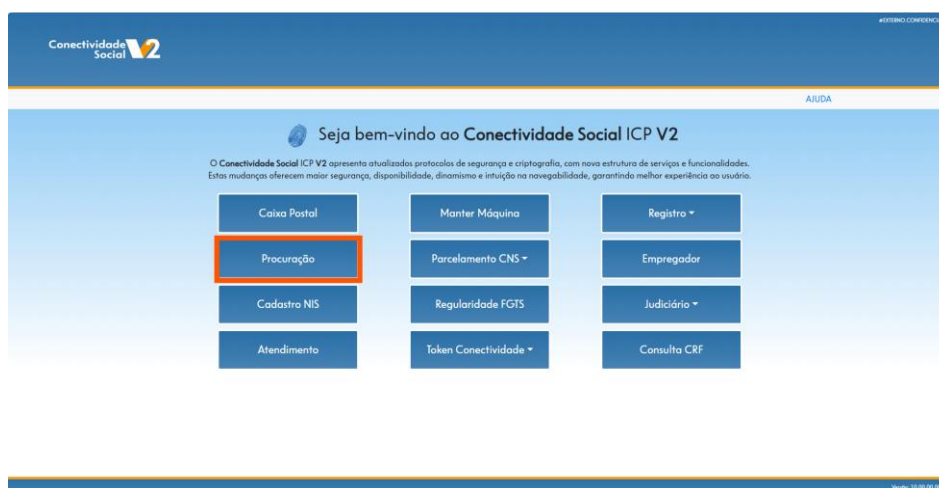 #EXTERNO.CONFIDENCI
Conectividade
Social V2
AJUDA
Seja bem-vindo ao Conectividade Social ICP V2
O Conectividade Social ICP V2 apresenta atualizados protocolos de segurança e criptografia, com nova estrutura de serviços e funcionalidades.
Estas mudanças oferecem maior segurança, disponibilidade, dinamismo e intuição na navegabilidade, garantindo melhor experiência ao usuário.
Caixa Postal
Manter Máquina
Registro
Procuração
Parcelamento CNS
Empregador
Cadastro NIS
Regularidade FGTS
Judiciário
Atendimento
Token Conectividade
Consulta CRF